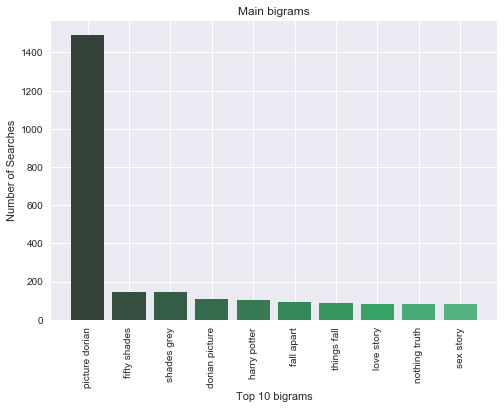 Main bigrams
Number of Searches
1400
1200
1000
800
600
400
200
0
picture dorian
fifty shades
shades grey
dorian picture
harry potter
fall apart
things fall
love story
nothing truth
sex story
Top 10 bigrams